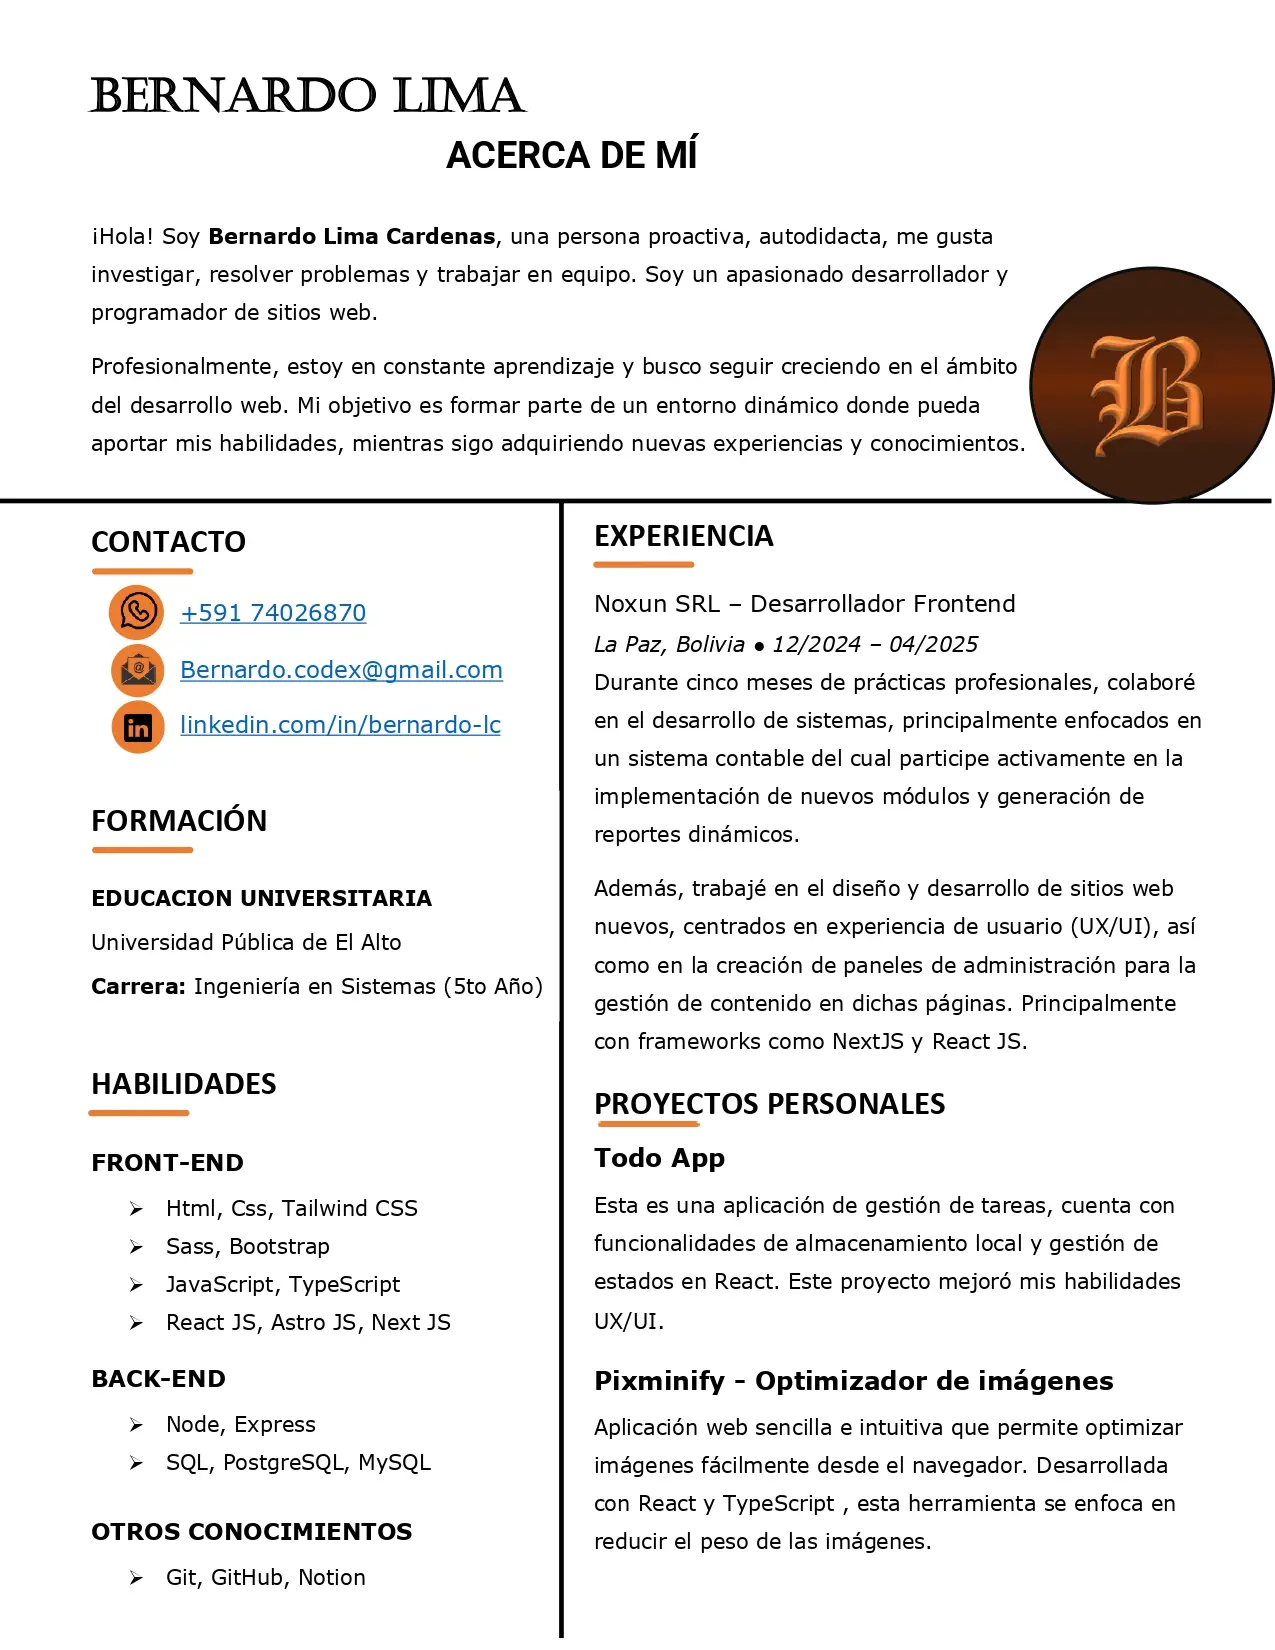 BERNARDO LIMA
ACERCA DE MÍ
¡Hola! Soy Bernardo Lima Cardenas, una persona proactiva, autodidacta, me gusta
investigar, resolver problemas y trabajar en equipo. Soy un apasionado desarrollador y
programador de sitios web.
Profesionalmente, estoy en constante aprendizaje y busco seguir creciendo en el ámbito
del desarrollo web. Mi objetivo es formar parte de un entorno dinámico donde pueda
aportar mis habilidades, mientras sigo adquiriendo nuevas experiencias y conocimientos.
B
CONTACTO
+591 74026870
Bernardo.codex@gmail.com
in
linkedin.com/in/bernardo-lc
FORMACIÓN
EDUCACION UNIVERSITARIA
Universidad Pública de El Alto
Carrera: Ingeniería en Sistemas (5to Año)
HABILIDADES
FRONT-END
Html, Css, Tailwind CSS
Sass, Bootstrap
JavaScript, TypeScript
React JS, Astro JS, Next JS
BACK-END
Node, Express
SQL, PostgreSQL, MySQL
OTROS CONOCIMIENTOS
Git, GitHub, Notion
EXPERIENCIA
Noxun SRL – Desarrollador Frontend
La Paz, Bolivia ● 12/2024 – 04/2025
Durante cinco meses de prácticas profesionales, colaboré
en el desarrollo de sistemas, principalmente enfocados en
un sistema contable del cual participe activamente en la
implementación de nuevos módulos y generación de
reportes dinámicos.
Además, trabajé en el diseño y desarrollo de sitios web
nuevos, centrados en experiencia de usuario (UX/UI), así
como en la creación de paneles de administración para la
gestión de contenido en dichas páginas. Principalmente
con frameworks como NextJS y React JS.
PROYECTOS PERSONALES
Todo App
Esta es una aplicación de gestión de tareas, cuenta con
funcionalidades de almacenamiento local y gestión de
estados en React. Este proyecto mejoró mis habilidades
UX/UI.
Pixminify - Optimizador de imágenes
Aplicación web sencilla e intuitiva que permite optimizar
imágenes fácilmente desde el navegador. Desarrollada
con React y TypeScript , esta herramienta se enfoca en
reducir el peso de las imágenes.